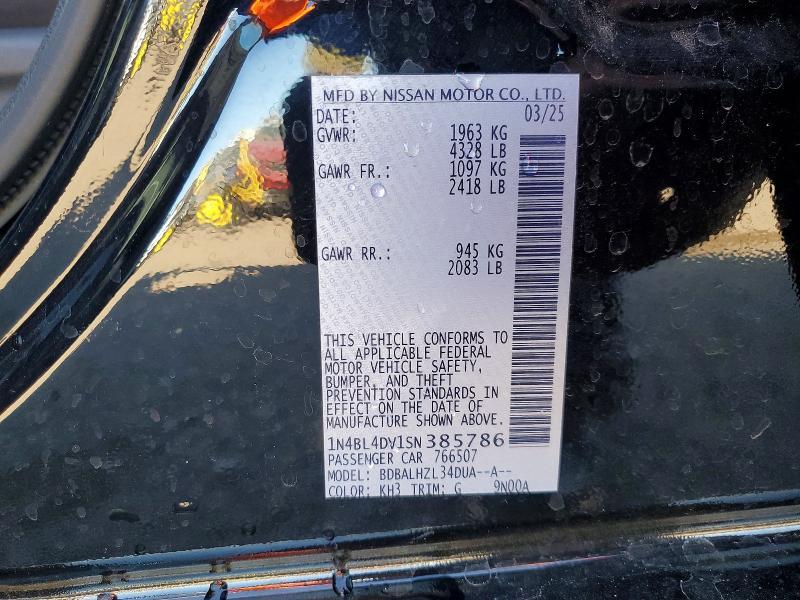 MFD BY NISSAN MOTOR CO., LTD.
DATE: 03/25
GVWR: 1963 KG
4328 LB
GAWR FR.: 1097 KG
2418 LB
GAWR RR.: 945 KG
2083 LB
THIS VEHICLE CONFORMS TO
ALL APPLICABLE FEDERAL
MOTOR VEHICLE SAFETY,
BUMPER, AND THEFT
PREVENTION STANDARDS IN
EFFECT ON THE DATE OF
MANUFACTURE SHOWN ABOVE.
1N4BL4DV1SN385786
PASSENGER CAR 766507
MODEL: BDBALHZL34DUA--A--
COLOR: KH3 TRIM: G 9N00A